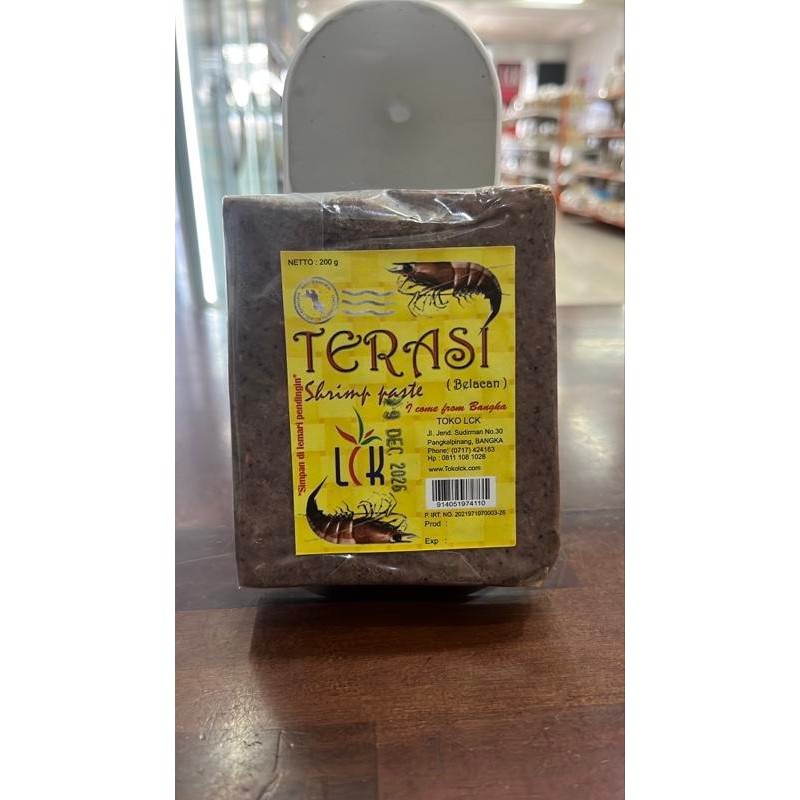 NETTO : 200 g
TERASI
( Belacan )
Shrimp paste
'I come from Bangka
TOKO LCK
Jl. Jend. Sudirman No.30
Pangkalpinang, BANGKA
Phone: (0717) 424163
Hp : 0811 108 1028
www.Tokolck.com
"Simpan di lemari pendingin"
LCK
DEC 2026
914051974110
P. IRT. NO. 2021971970003-26
Prod :
Exp :